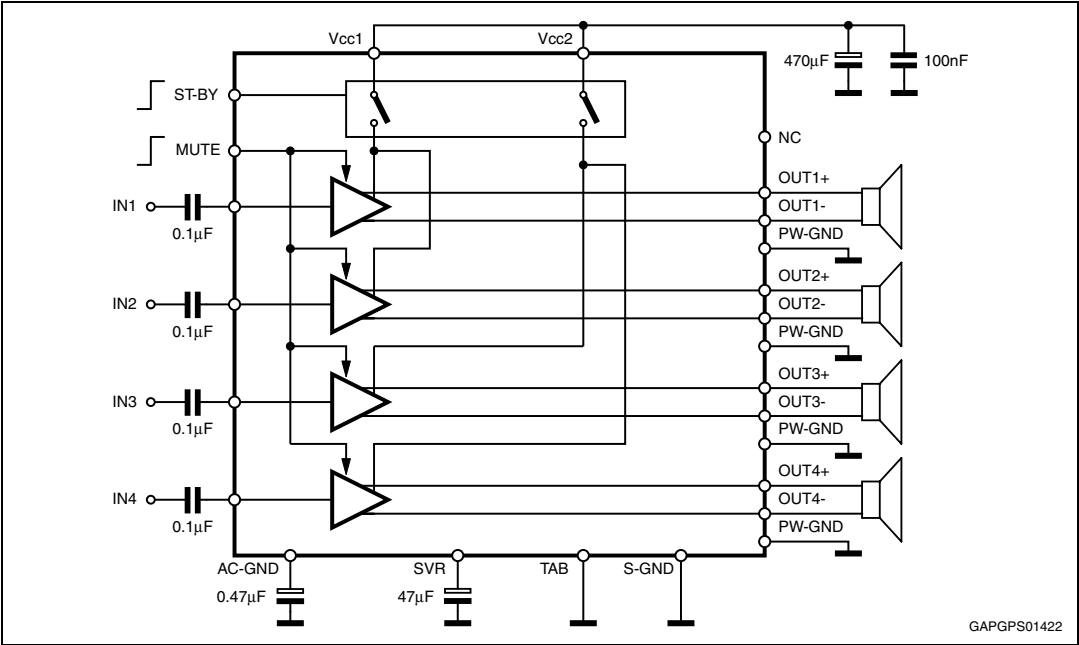 Vcc1
Vcc2
470μF
100nF
ST-BY
NC
MUTE
OUT1+
IN1
OUT1-
0.1μF
PW-GND
OUT2+
IN2
OUT2-
0.1μF
PW-GND
OUT3+
IN3
OUT3-
0.1μF
PW-GND
OUT4+
IN4
OUT4-
0.1μF
PW-GND
AC-GND
SVR
TAB
S-GND
0.47μF
47μF
GAPGPS01422